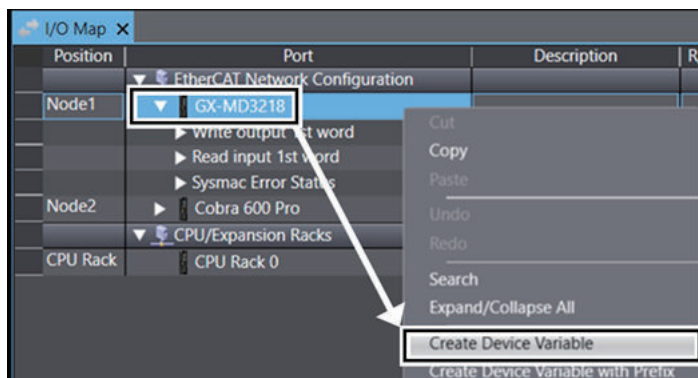 I/O Map X
Position Port Description R
EtherCAT Network Configuration
Node1 GX-MD3218
Write output 1st word
Read input 1st word
Sysmac Error Status
Node2 Cobra 600 Pro
CPU/Expansion Racks
CPU Rack CPU Rack 0
Cut
Copy
Paste
Undo
Redo
Search
Expand/Collapse All
Create Device Variable
Create Device Variable with Prefix